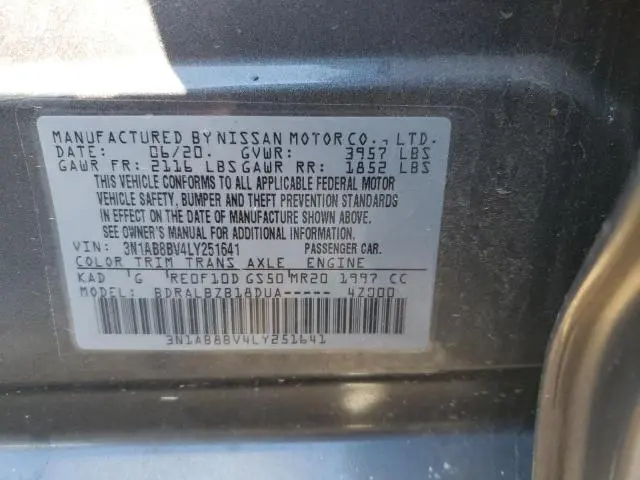 MANUFACTURED BY NISSAN MOTOR CO., LTD.
DATE: 06/20. GVWR: 3957 LBS
GAWR FR: 2116 LBS GAWR RR: 1852 LBS
THIS VEHICLE CONFORMS TO ALL APPLICABLE FEDERAL MOTOR
VEHICLE SAFETY, BUMPER AND THEFT PREVENTION STANDARDS
IN EFFECT ON THE DATE OF MANUFACTURE SHOWN ABOVE.
SEE OWNER'S MANUAL FOR ADDITIONAL INFORMATION.
VIN: 3N1AB8BV4LY251641 PASSENGER CAR.
COLOR TRIM TRANS AXLE ENGINE
KAD G RE0F10D GS50 MR20 1997 CC
MODEL: BDRALBZB18DUA----- 4Z000
3N1AB8BV4LY251641